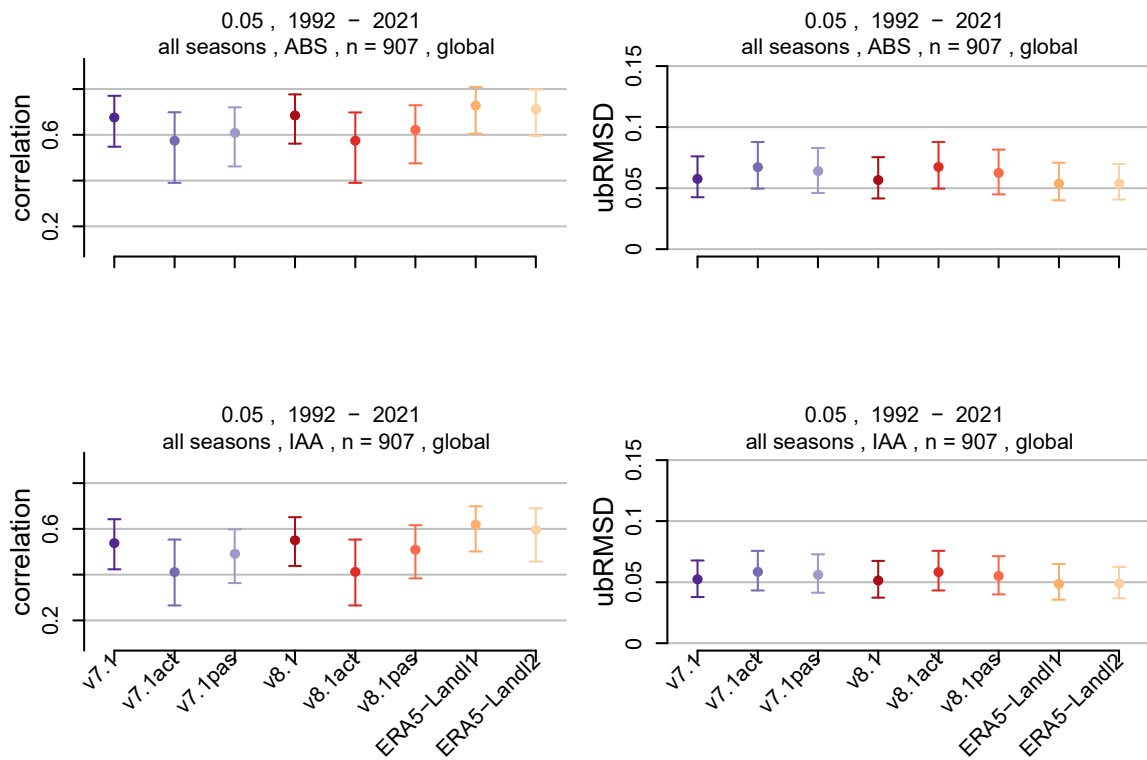 0.05 , 1992 − 2021
all seasons , ABS , n = 907 , global
correlation
0.6
0.2
0.05 , 1992 − 2021
all seasons , ABS , n = 907 , global
ubRMSD
0.15
0.1
0.05
0
0.05 , 1992 − 2021
all seasons , IAA , n = 907 , global
correlation
0.6
0.2
v7.1
v7.1act
v7.1pas
v8.1
v8.1act
v8.1pas
ERA5−Landl1
ERA5−Landl2
0.05 , 1992 − 2021
all seasons , IAA , n = 907 , global
ubRMSD
0.15
0.1
0.05
0
v7.1
v7.1act
v7.1pas
v8.1
v8.1act
v8.1pas
ERA5−Landl1
ERA5−Landl2